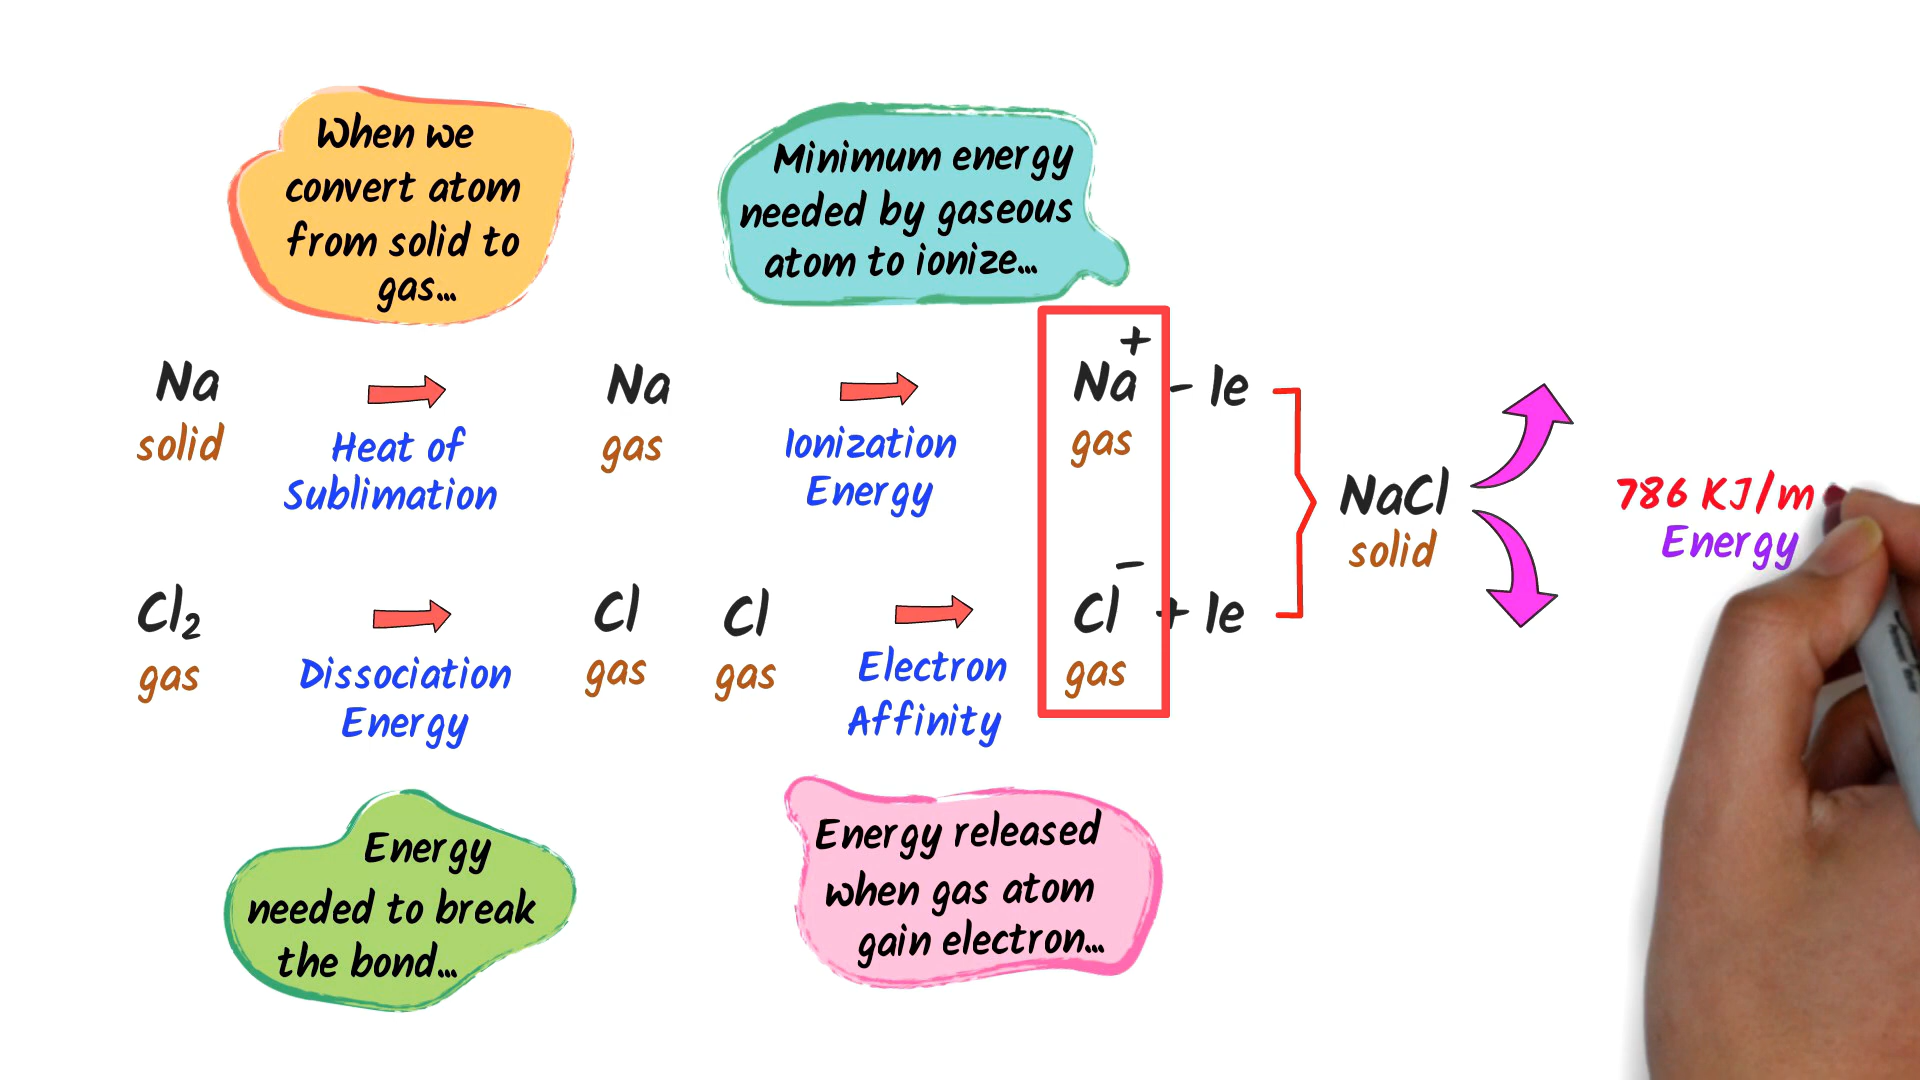 When we
convert atom
from solid to
gas...
Minimum energy
needed by gaseous
atom to ionize...
Na
solid
Heat of
Sublimation
Na
gas
Ionization
Energy
Na+ - 1e
gas
Cl2
gas
Dissociation
Energy
Cl
gas
Cl
gas
Electron
Affinity
Cl- + 1e
gas
NaCl
solid
786 KJ/m
Energy
Energy
needed to break
the bond...
Energy released
when gas atom
gain electron...